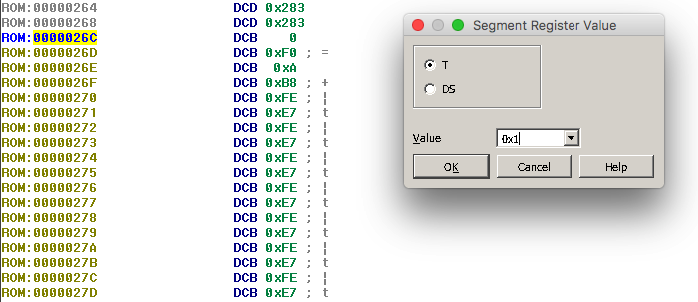 ROM:00000264 DCD 0x283
ROM:00000268 DCD 0x283
ROM:0000026C DCB 0
ROM:0000026D DCB 0xF0 ; =
ROM:0000026E DCB 0xA
ROM:0000026F DCB 0xB8 ; +
ROM:00000270 DCB 0xFE ; ¦
ROM:00000271 DCB 0xE7 ; t
ROM:00000272 DCB 0xFE ; ¦
ROM:00000273 DCB 0xE7 ; t
ROM:00000274 DCB 0xFE ; ¦
ROM:00000275 DCB 0xE7 ; t
ROM:00000276 DCB 0xFE ; ¦
ROM:00000277 DCB 0xE7 ; t
ROM:00000278 DCB 0xFE ; ¦
ROM:00000279 DCB 0xE7 ; t
ROM:0000027A DCB 0xFE ; ¦
ROM:0000027B DCB 0xE7 ; t
ROM:0000027C DCB 0xFE ; ¦
ROM:0000027D DCB 0xE7 ; t
Segment Register Value
T
DS
Value 0x1
OK Cancel Help